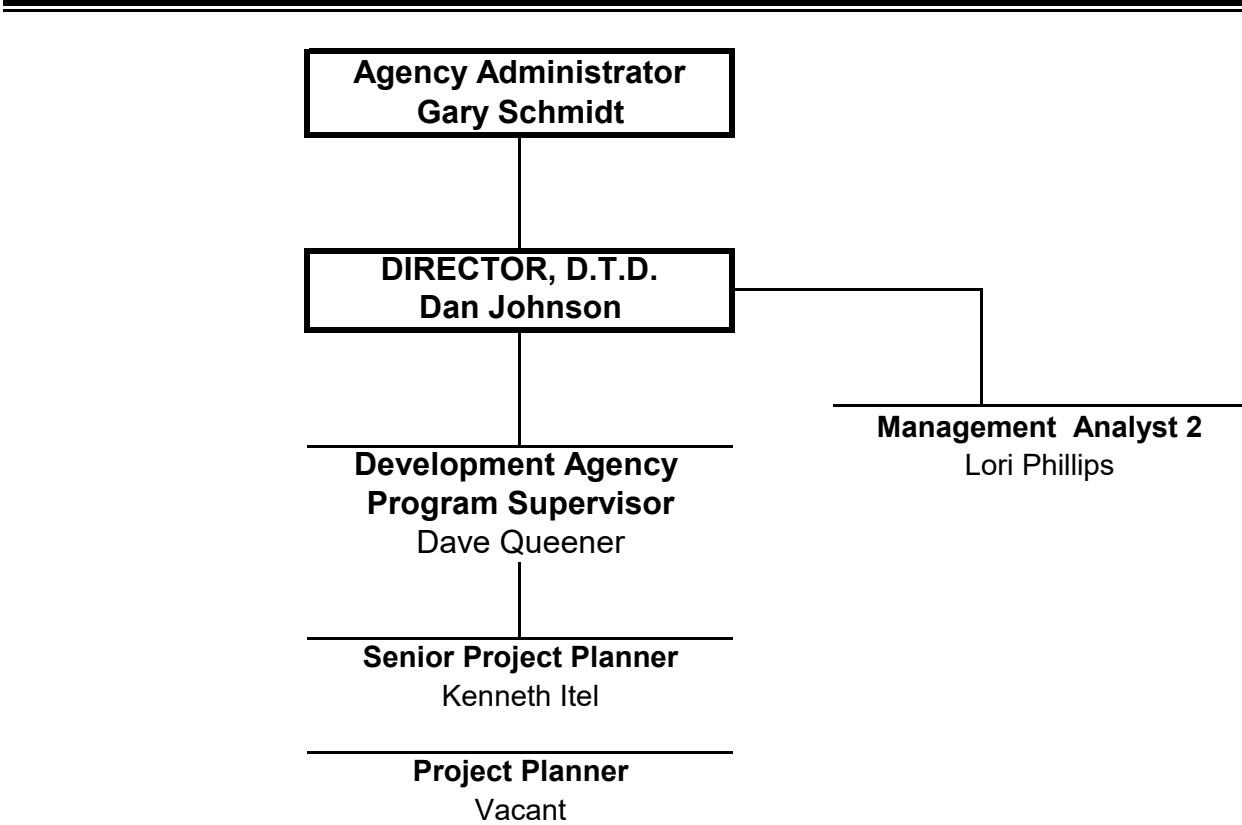 Agency Administrator
Gary Schmidt
DIRECTOR, D.T.D.
Dan Johnson
Management  Analyst 2
Lori Phillips
Development Agency
Program Supervisor
Dave Queener
Senior Project Planner
Kenneth Itel
Project Planner
Vacant